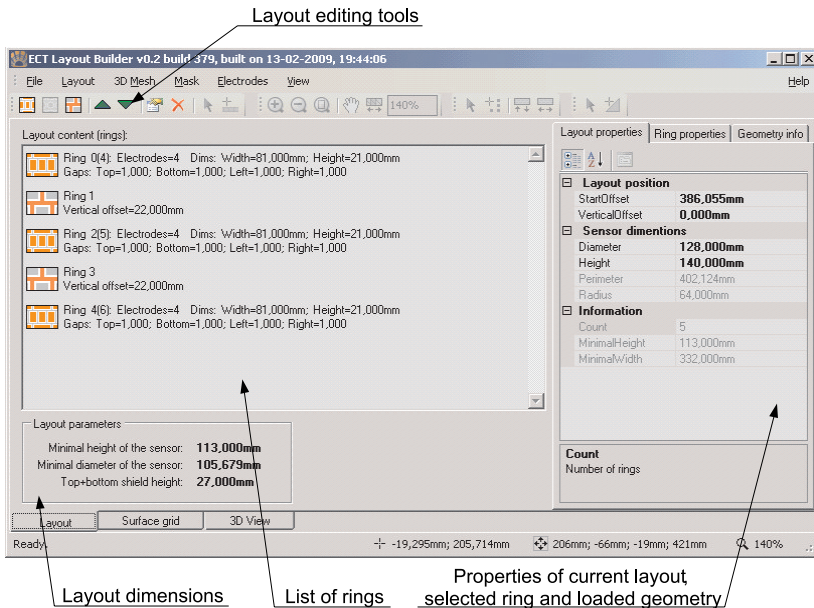 Layout editing tools
ECT Layout Builder v0.2 build 379, built on 13-02-2009, 19:44:06
File Layout 3D Mesh Mask Electrodes View Help
140%
Layout content (rings):
Ring 0(4): Electrodes=4 Dims: Width=81,000mm; Height=21,000mm
Gaps: Top=1,000; Bottom=1,000; Left=1,000; Right=1,000
Ring 1
Vertical offset=22,000mm
Ring 2(5): Electrodes=4 Dims: Width=81,000mm; Height=21,000mm
Gaps: Top=1,000; Bottom=1,000; Left=1,000; Right=1,000
Ring 3
Vertical offset=22,000mm
Ring 4(6): Electrodes=4 Dims: Width=81,000mm; Height=21,000mm
Gaps: Top=1,000; Bottom=1,000; Left=1,000; Right=1,000
Layout parameters
Minimal height of the sensor: 113,000mm
Minimal diameter of the sensor: 105,679mm
Top+bottom shield height: 27,000mm
Layout properties Ring properties Geometry info
Layout position
StartOffset 386,055mm
VerticalOffset 0,000mm
Sensor dimentions
Diameter 128,000mm
Height 140,000mm
Perimeter 402,124mm
Radius 64,000mm
Information
Count 5
MinimalHeight 113,000mm
MinimalWidth 332,000mm
Count
Number of rings
Layout Surface grid 3D View
Ready. -19,295mm; 205,714mm 206mm; -66mm; -19mm; 421mm 140%
Layout dimensions
List of rings
Properties of current layout,
selected ring and loaded geometry